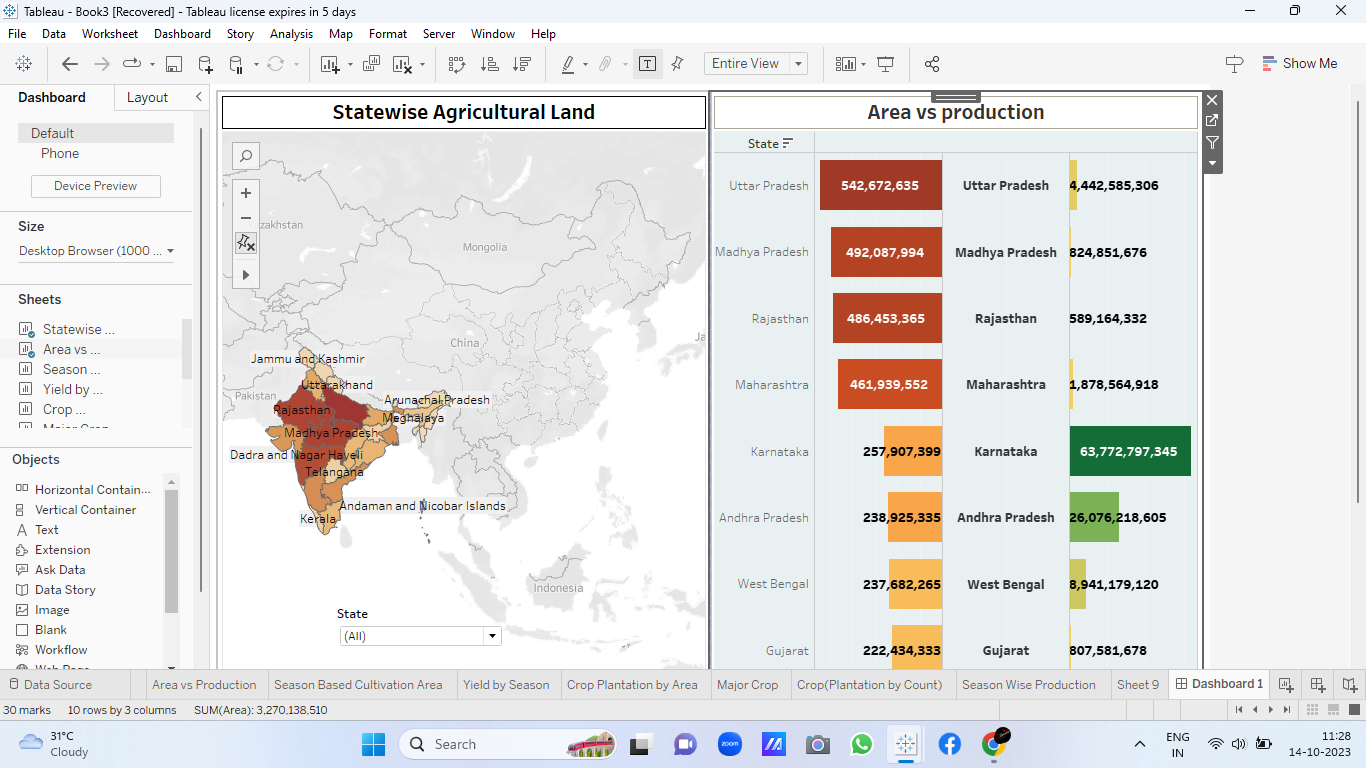 Tableau - Book3 [Recovered] - Tableau license expires in 5 days
File Data Worksheet Dashboard Story Analysis Map Format Server Window Help
Entire View
Show Me
Dashboard Layout
Default
Phone
Device Preview
Size
Desktop Browser (1000 ...
Sheets
Statewise ...
Area vs ...
Season ...
Yield by ...
Crop ...
Objects
Horizontal Contain...
Vertical Container
Text
Extension
Ask Data
Data Story
Image
Blank
Workflow
Statewise Agricultural Land
Mongolia
China
Pakistan
Indonesia
Jammu and Kashmir
Uttarakhand
Arunachal Pradesh
Rajasthan
Meghalaya
Madhya Pradesh
Dadra and Nagar Haveli
Telangana
Andaman and Nicobar Islands
Kerala
State
(All)
Area vs production
State
Uttar Pradesh 542,672,635 Uttar Pradesh 4,442,585,306
Madhya Pradesh 492,087,994 Madhya Pradesh 824,851,676
Rajasthan 486,453,365 Rajasthan 589,164,332
Maharashtra 461,939,552 Maharashtra 1,878,564,918
Karnataka 257,907,399 Karnataka 63,772,797,345
Andhra Pradesh 238,925,335 Andhra Pradesh 26,076,218,605
West Bengal 237,682,265 West Bengal 8,941,179,120
Gujarat 222,434,333 Gujarat 807,581,678
Data Source Area vs Production Season Based Cultivation Area Yield by Season Crop Plantation by Area Major Crop Crop(Plantation by Count) Season Wise Production Sheet 9 Dashboard 1
30 marks 10 rows by 3 columns SUM(Area): 3,270,138,510
31°C
Cloudy
Search
zoom
ENG
IN
11:28
14-10-2023